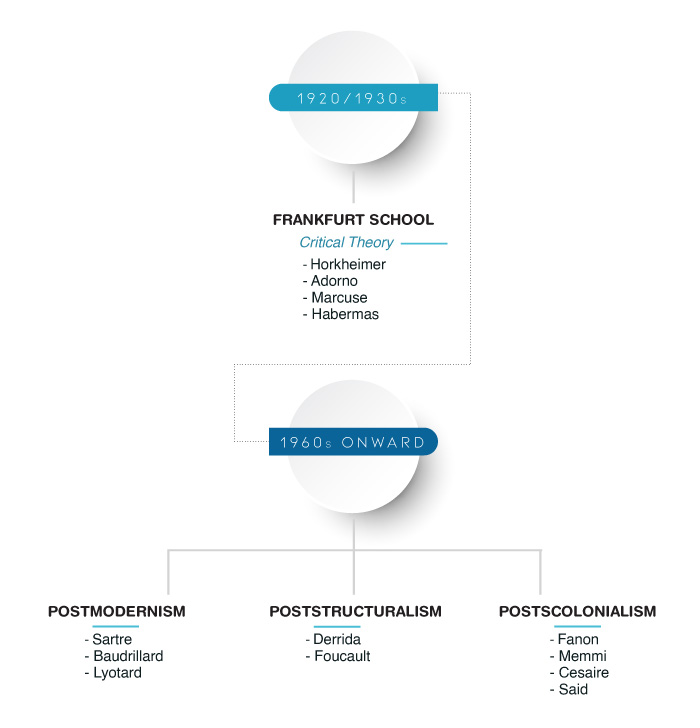 1920/1930s
FRANKFURT SCHOOL
Critical Theory
- Horkheimer
- Adorno
- Marcuse
- Habermas
1960s ONWARD
POSTMODERNISM
- Sartre
- Baudrillard
- Lyotard
POSTSTRUCTURALISM
- Derrida
- Foucault
POSTSCOLONIALISM
- Fanon
- Memmi
- Cesaire
- Said